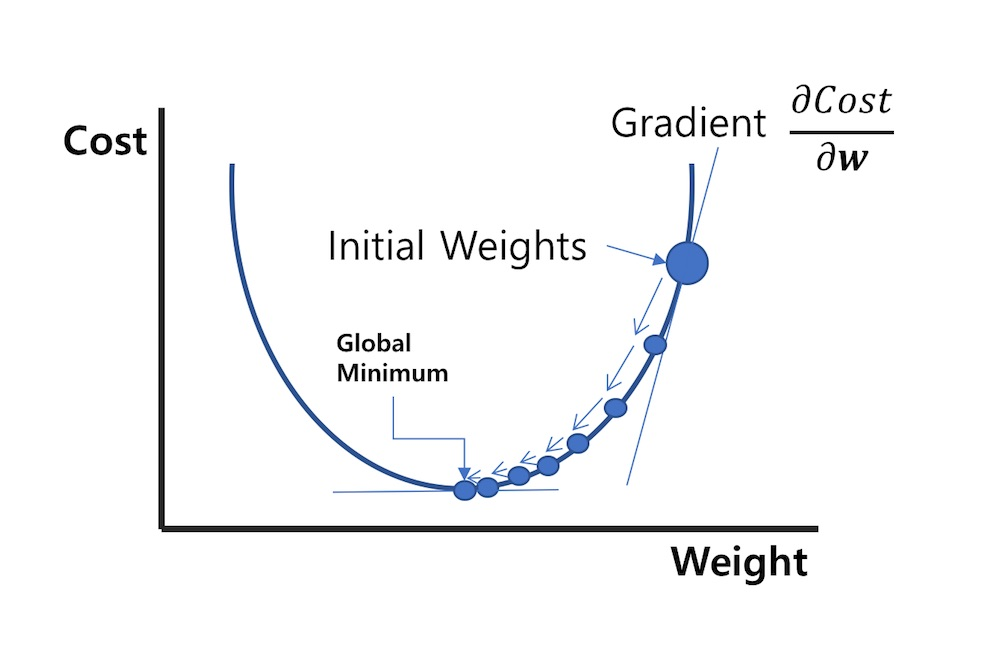 Gradient ∂Cost/∂w
Cost
Initial Weights
Global
Minimum
Weight